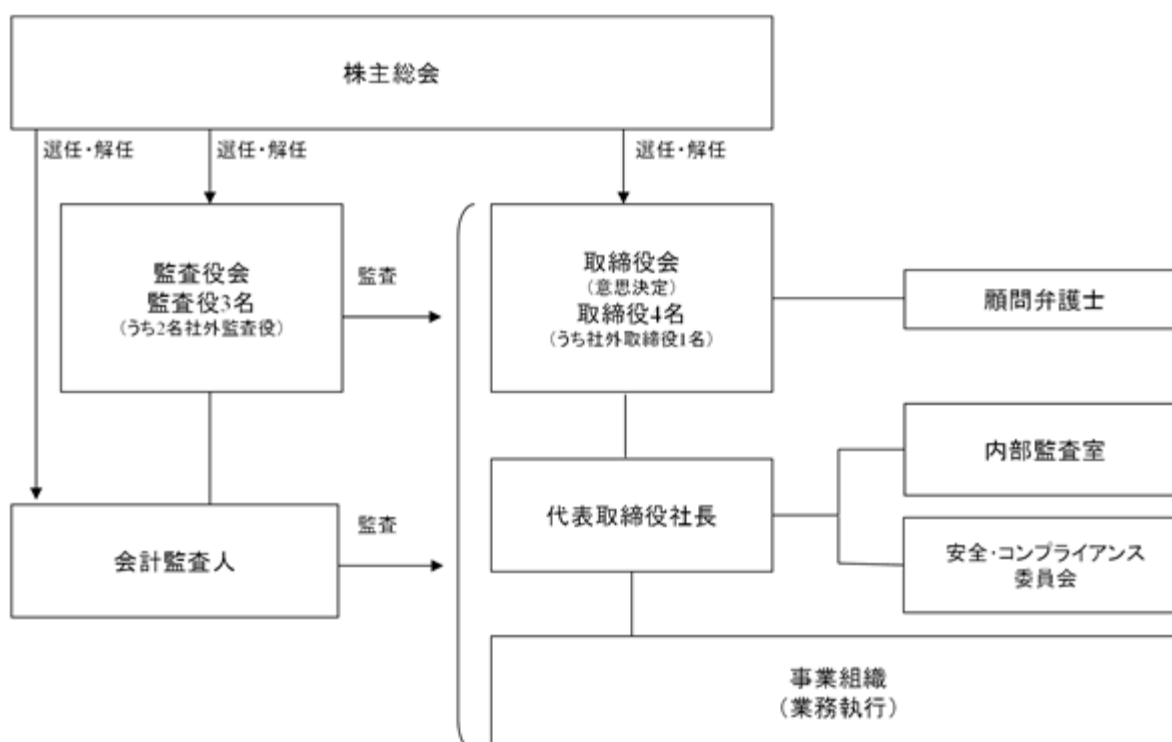 株主総会
選任・解任
選任・解任
選任・解任
監査役会
監査役3名
(うち2名社外監査役)
監査
取締役会
(意思決定)
取締役4名
(うち社外取締役1名)
顧問弁護士
内部監査室
代表取締役社長
監査
会計監査人
安全・コンプライアンス
委員会
事業組織
(業務執行)